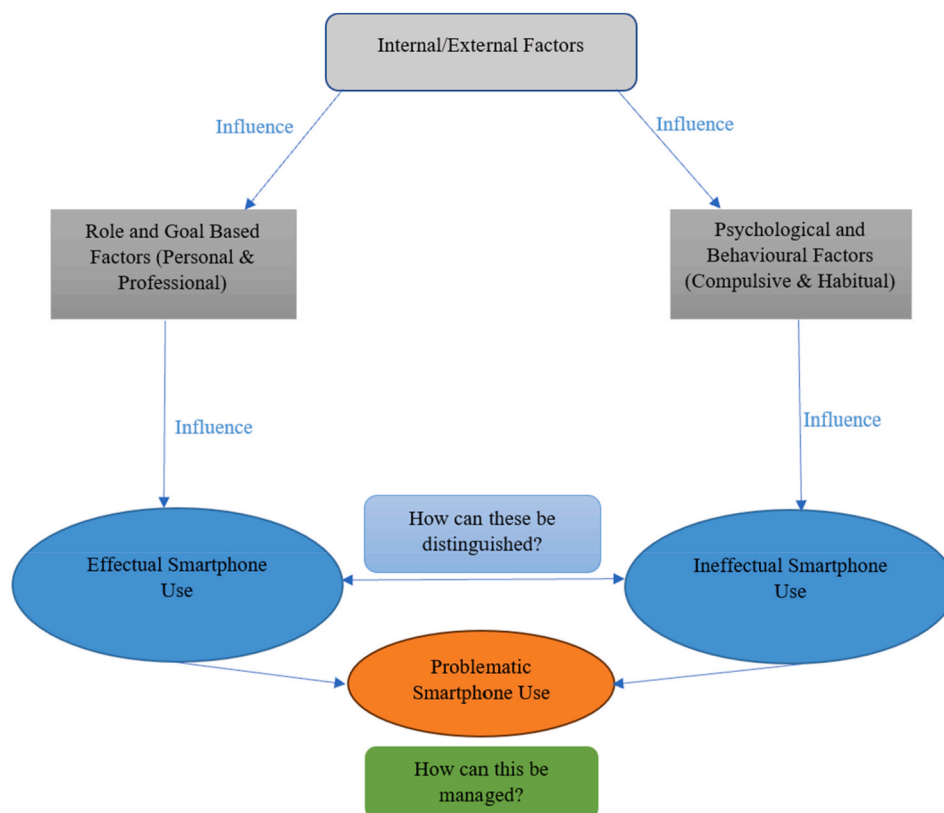 Internal/External Factors
Influence
Influence
Role and Goal Based
Factors (Personal &
Professional)
Psychological and
Behavioural Factors
(Compulsive & Habitual)
Influence
Influence
How can these be
distinguished?
Effectual Smartphone
Use
Ineffectual Smartphone
Use
Problematic
Smartphone Use
How can this be
managed?